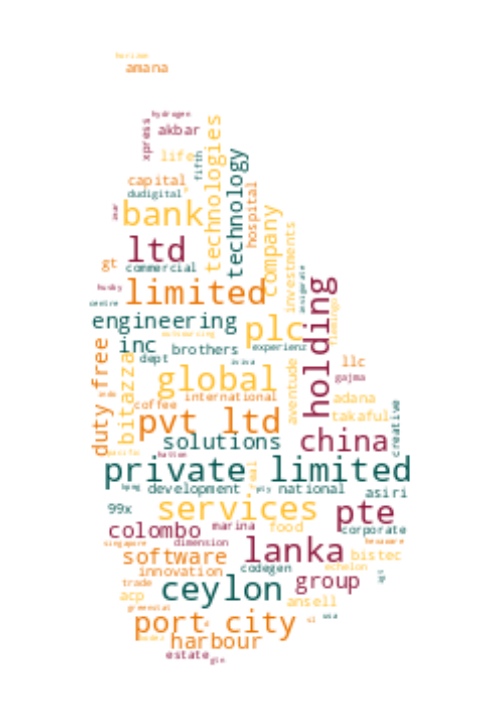 horizon
amana
hydrogen
xpress
akbar
technologies
life
fifth
technology
capital
hospital
dudigital
bank
company
ltd
investments
gt
commercial
limited
holding
centre
engineering
plc
inc
brothers
experienz
dept
duty free
bitazza
global
aventude
llc
gajma
international
adana
coffee
takaful
creative
pvt ltd
solutions
china
private limited
development
national
asiri
99x
services
pte
colombo
marina
food
corporate
singapore
dimension
software
lanka
bistec
innovation
codegen
echelon
trade
ceylon
group
acp
ansell
port city
harbour
estate